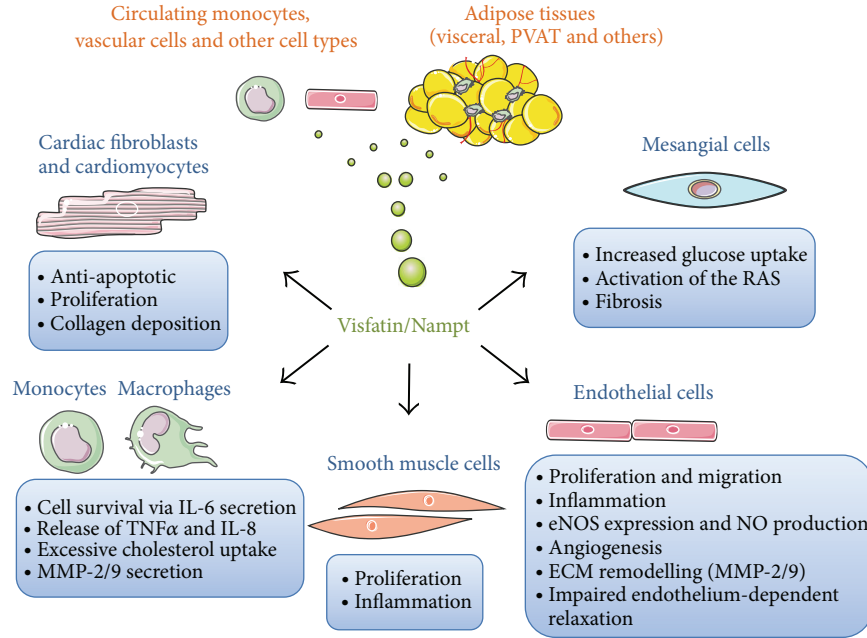 Circulating monocytes,
vascular cells and other cell types
Adipose tissues
(visceral, PVAT and others)
Cardiac fibroblasts
and cardiomyocytes
• Anti-apoptotic
• Proliferation
• Collagen deposition
Mesangial cells
• Increased glucose uptake
• Activation of the RAS
• Fibrosis
Visfatin/Nampt
Monocytes
Macrophages
• Cell survival via IL-6 secretion
• Release of TNFα and IL-8
• Excessive cholesterol uptake
• MMP-2/9 secretion
Smooth muscle cells
• Proliferation
• Inflammation
Endothelial cells
• Proliferation and migration
• Inflammation
• eNOS expression and NO production
• Angiogenesis
• ECM remodelling (MMP-2/9)
• Impaired endothelium-dependent
relaxation